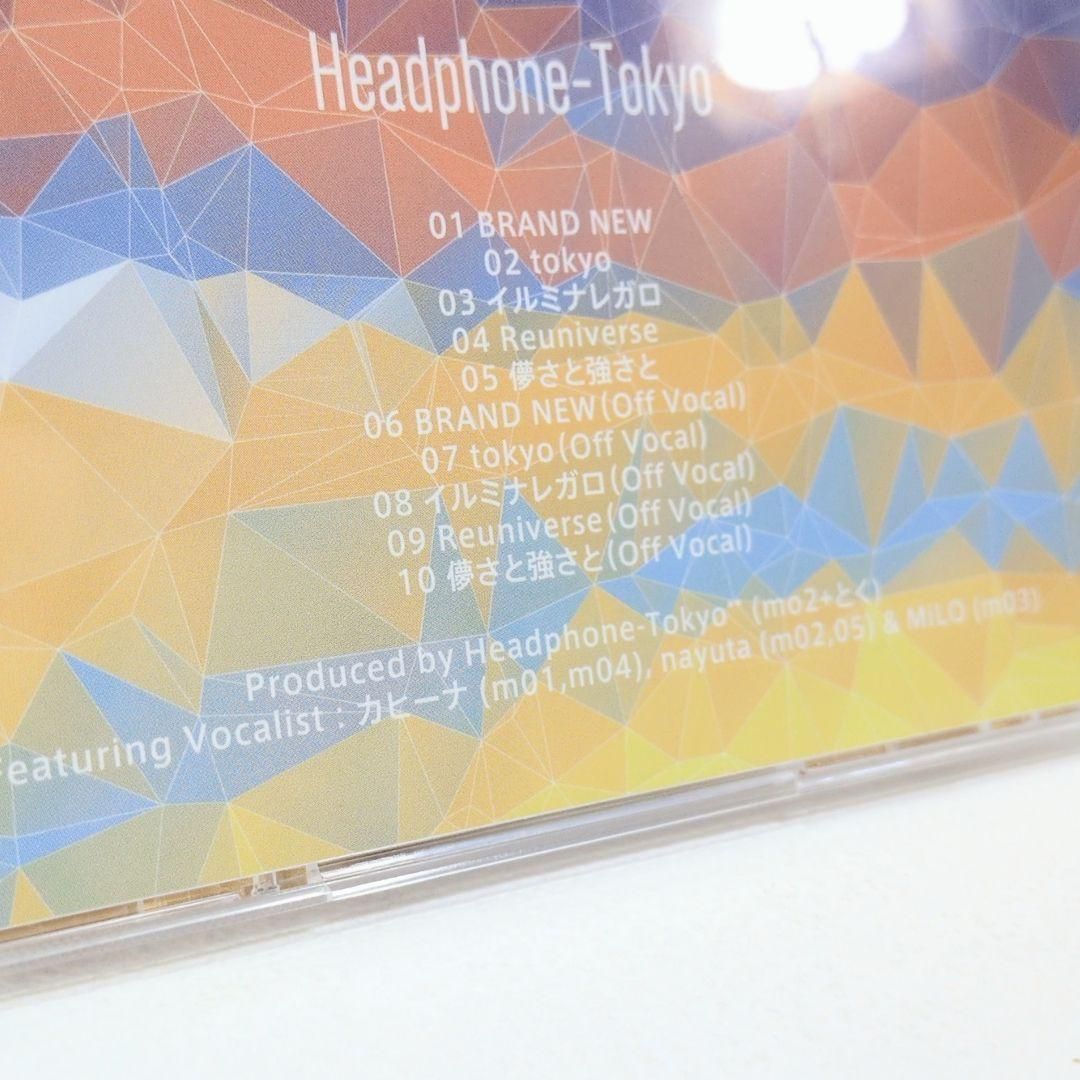 Headphone-Tokyo
01 BRAND NEW
02 tokyo
03 イルミナレガロ
04 Reuniverse
05 儚さと強さと
06 BRAND NEW(Off Vocal)
07 tokyo(Off Vocal)
08 イルミナレガロ(Off Vocal)
09 Reuniverse(Off Vocal)
10 儚さと強さと(Off Vocal)
Produced by Headphone-Tokyo** (mo2+とく)
Featuring Vocalist : カヒーナ (m01,m04), nayuta (m02,05) & MiLO (m03)